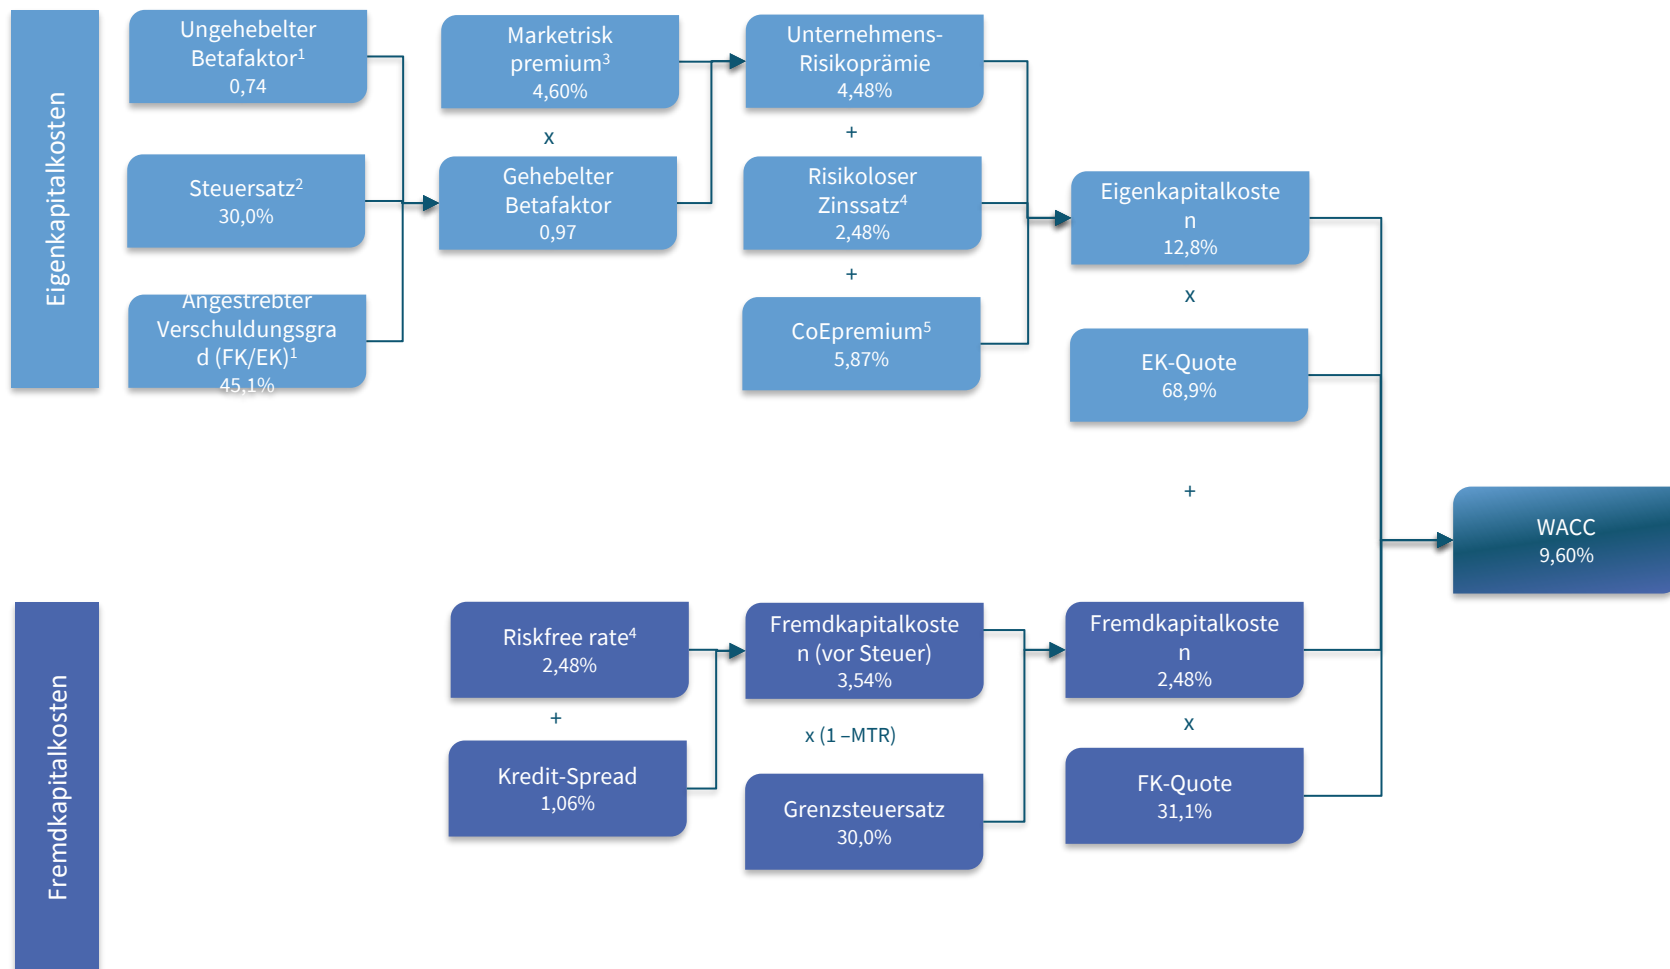 Eigenkapitalkosten
Ungehebelter
Betafaktor¹
0,74
Steuersatz²
30,0%
Angestrebter
Verschuldungsgra
d (FK/EK)¹
45,1%
Marketrisk
premium³
4,60%
x
Gehebelter
Betafaktor
0,97
Unternehmens-
Risikoprämie
4,48%
+
Risikoloser
Zinssatz⁴
2,48%
+
CoEpremium⁵
5,87%
Eigenkapitalkoste
n
12,8%
x
EK-Quote
68,9%
+
WACC
9,60%
Fremdkapitalkosten
Riskfree rate⁴
2,48%
+
Kredit-Spread
1,06%
Fremdkapitalkoste
n (vor Steuer)
3,54%
x (1 –MTR)
Grenzsteuersatz
30,0%
Fremdkapitalkoste
n
2,48%
x
FK-Quote
31,1%